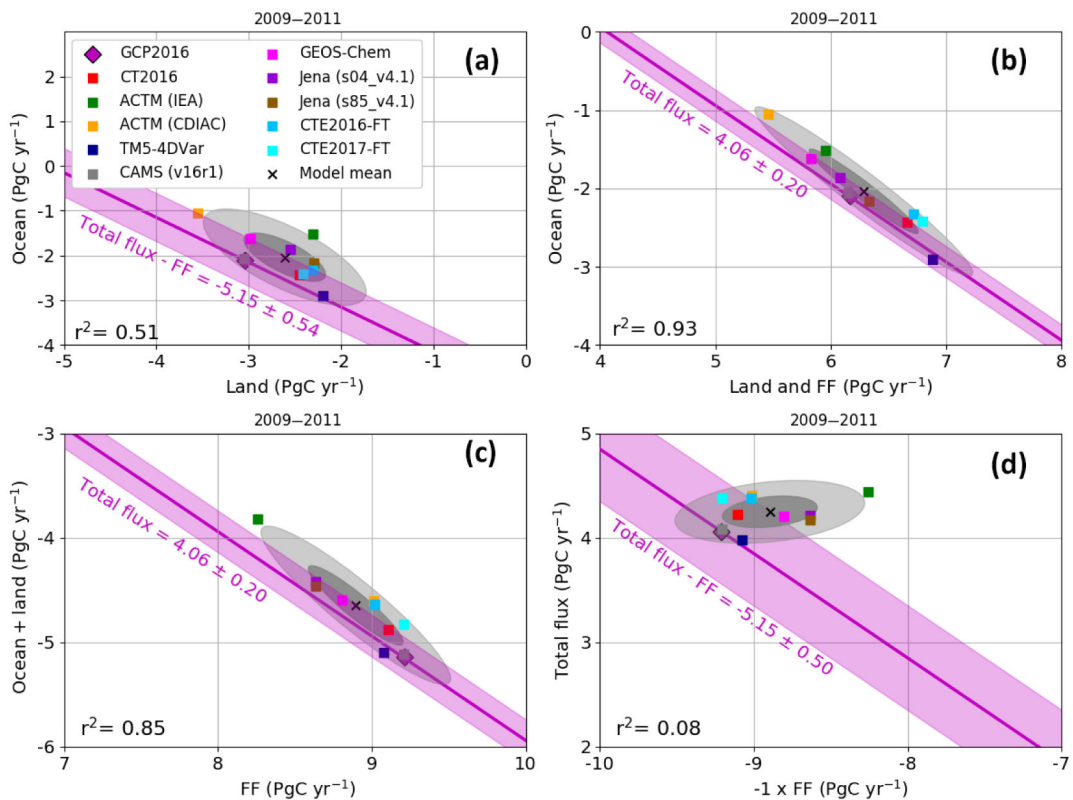 2009−2011
(a)
GCP2016
CT2016
ACTM (IEA)
ACTM (CDIAC)
TM5-4DVar
CAMS (v16r1)
GEOS-Chem
Jena (s04_v4.1)
Jena (s85_v4.1)
CTE2016-FT
CTE2017-FT
Model mean
Ocean (PgC yr⁻¹)
2
1
0
-1
-2
-3
-4
Total flux - FF = -5.15 ± 0.54
r²= 0.51
-5 -4 -3 -2 -1 0
Land (PgC yr⁻¹)
2009−2011
(b)
Ocean (PgC yr⁻¹)
0
-1
-2
-3
-4
Total flux = 4.06 ± 0.20
r²= 0.93
4 5 6 7 8
Land and FF (PgC yr⁻¹)
2009−2011
(c)
Ocean + land (PgC yr⁻¹)
-3
-4
-5
-6
Total flux = 4.06 ± 0.20
r²= 0.85
7 8 9 10
FF (PgC yr⁻¹)
2009−2011
(d)
Total flux (PgC yr⁻¹)
5
4
3
2
Total flux - FF = -5.15 ± 0.50
r²= 0.08
-10 -9 -8 -7
-1 x FF (PgC yr⁻¹)